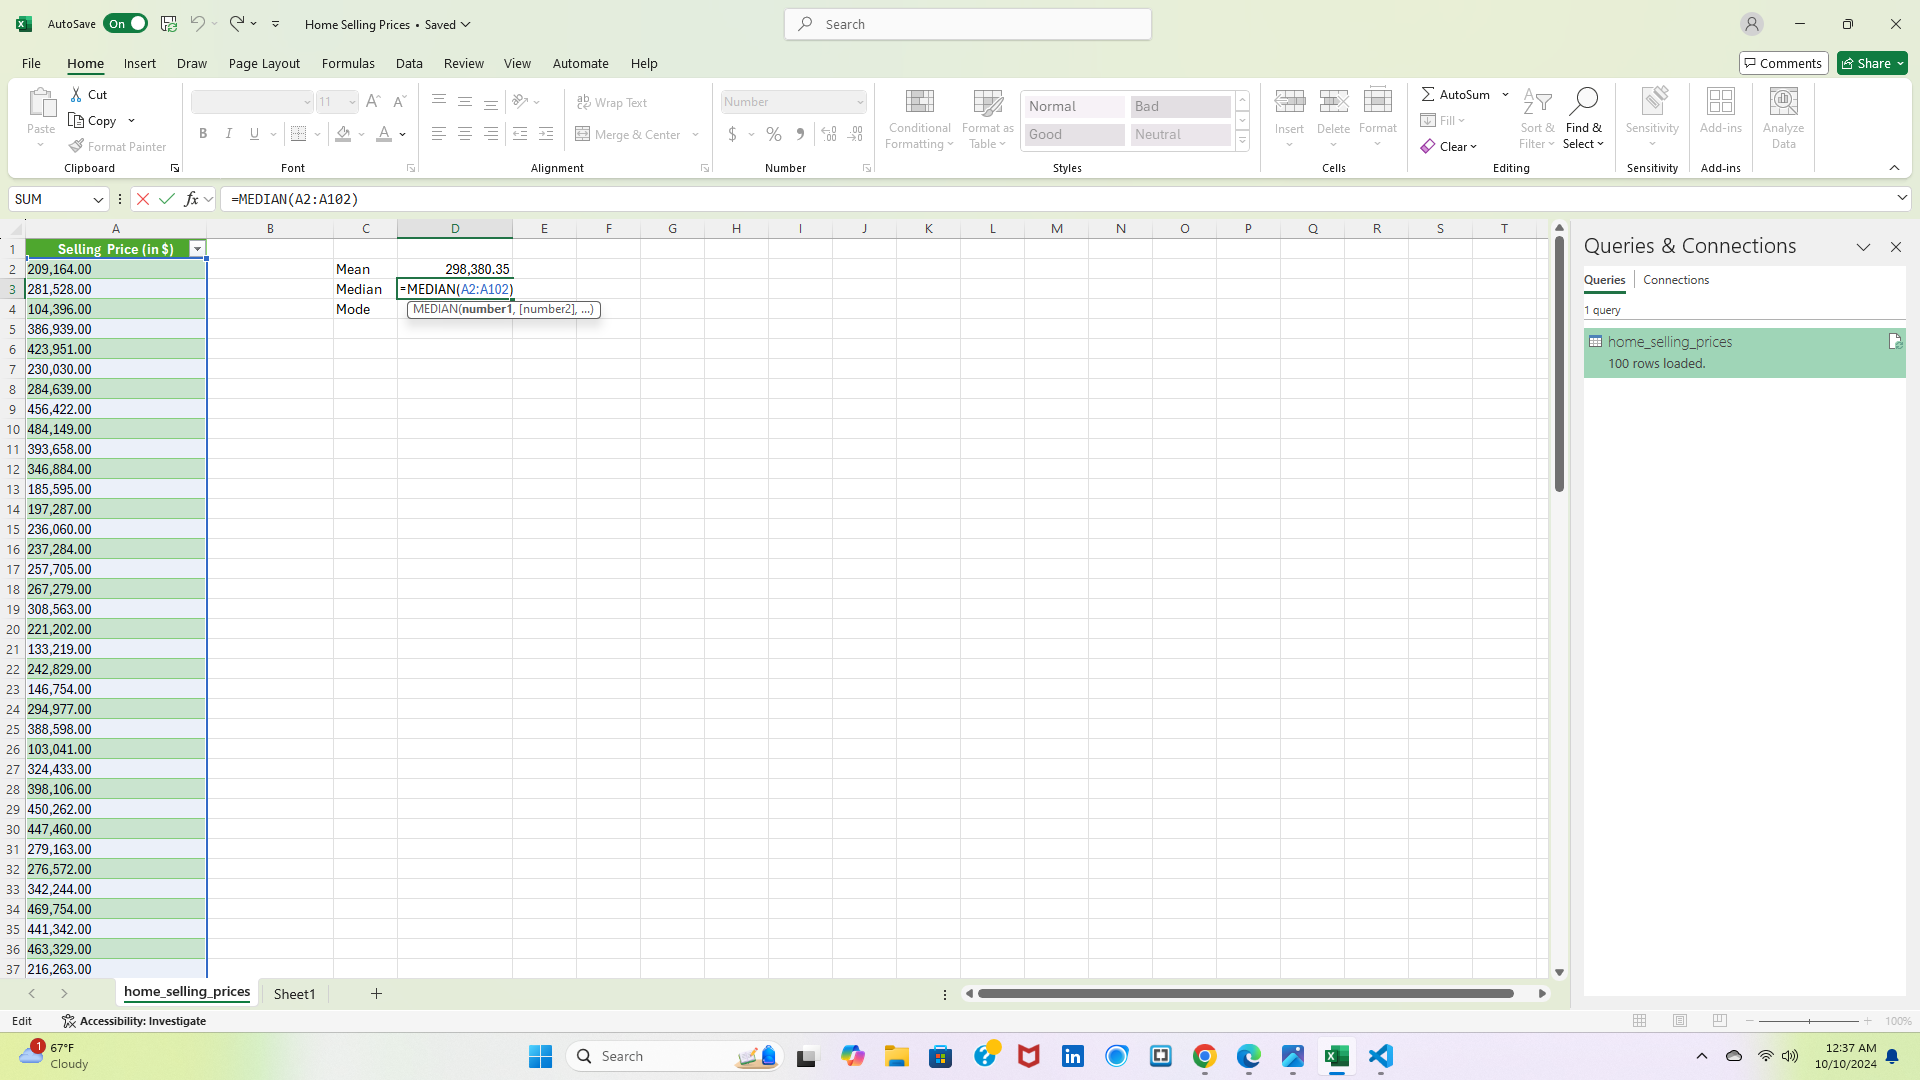 AutoSave On Home Selling Prices • Saved Search
File Home Insert Draw Page Layout Formulas Data Review View Automate Help Comments Share
Paste Cut Copy Format Painter Clipboard
11 B I U Font
Wrap Text Merge & Center Alignment
Number $ % Number
Conditional Formatting Format as Table Normal Bad Good Neutral Styles
Insert Delete Format Cells
AutoSum Fill Clear Sort & Filter Find & Select Editing
Sensitivity Sensitivity
Add-ins Add-ins
Analyze Data
SUM fx =MEDIAN(A2:A102)
A B C D E F G H I J K L M N O P Q R S T
1 Selling Price (in $)
2 209,164.00 Mean 298,380.35
3 281,528.00 Median =MEDIAN(A2:A102)
4 104,396.00 Mode MEDIAN(number1, [number2], ...)
5 386,939.00
6 423,951.00
7 230,030.00
8 284,639.00
9 456,422.00
10 484,149.00
11 393,658.00
12 346,884.00
13 185,595.00
14 197,287.00
15 236,060.00
16 237,284.00
17 257,705.00
18 267,279.00
19 308,563.00
20 221,202.00
21 133,219.00
22 242,829.00
23 146,754.00
24 294,977.00
25 388,598.00
26 103,041.00
27 324,433.00
28 398,106.00
29 450,262.00
30 447,460.00
31 279,163.00
32 276,572.00
33 342,244.00
34 469,754.00
35 441,342.00
36 463,329.00
37 216,263.00
Queries & Connections
Queries Connections
1 query
home_selling_prices
100 rows loaded.
home_selling_prices Sheet1
Edit Accessibility: Investigate 100%
1 67°F
Cloudy
Search
12:37 AM
10/10/2024